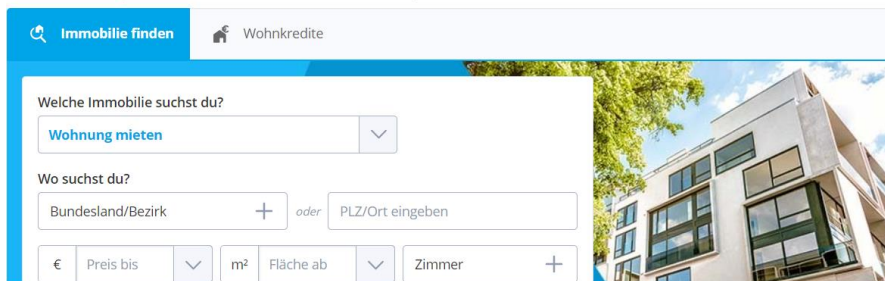 Immobilie finden Wohnkredite
Welche Immobilie suchst du?
Wohnung mieten
Wo suchst du?
Bundesland/Bezirk oder PLZ/Ort eingeben
€ Preis bis m² Fläche ab Zimmer